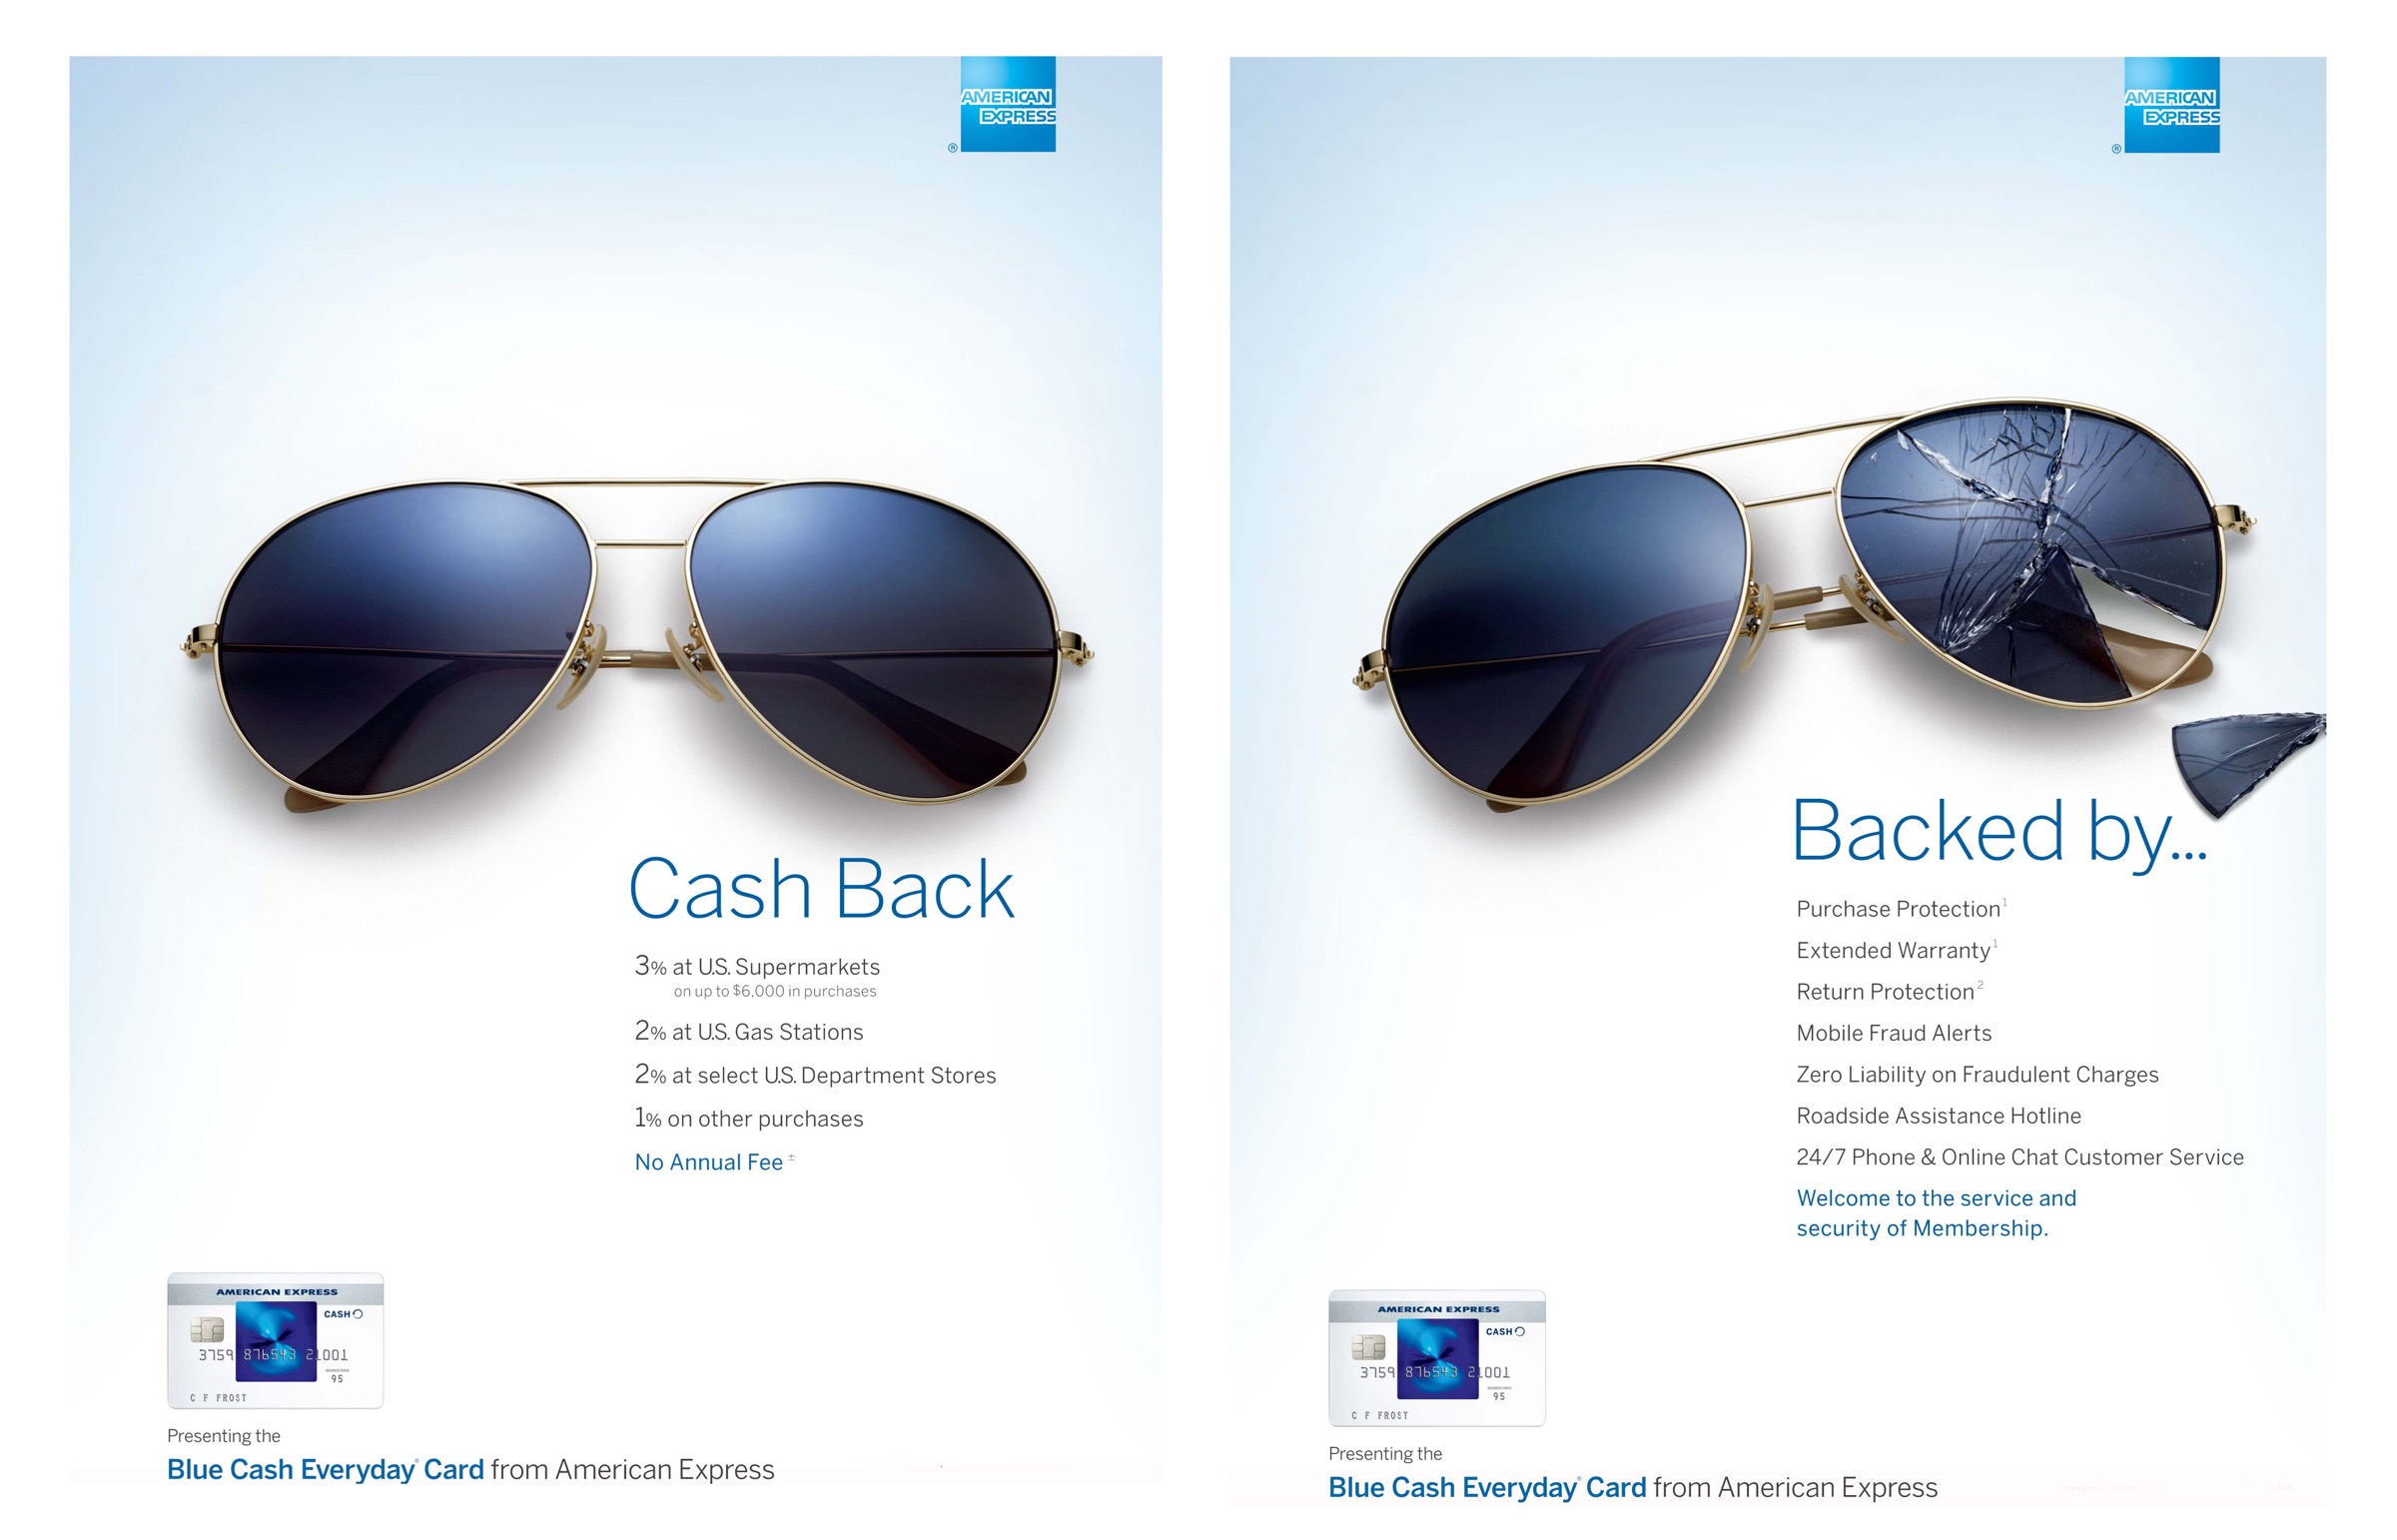 AMERICAN
EXPRESS
®
Cash Back
3% at U.S. Supermarkets
on up to $6,000 in purchases
2% at U.S. Gas Stations
2% at select U.S. Department Stores
1% on other purchases
No Annual Fee ±
AMERICAN EXPRESS
CASH
3759 876543 21001
95
C F FROST
Presenting the
Blue Cash Everyday® Card from American Express
AMERICAN
EXPRESS
®
Backed by...
Purchase Protection¹
Extended Warranty¹
Return Protection²
Mobile Fraud Alerts
Zero Liability on Fraudulent Charges
Roadside Assistance Hotline
24/7 Phone & Online Chat Customer Service
Welcome to the service and
security of Membership.
AMERICAN EXPRESS
CASH
3759 876543 21001
95
C F FROST
Presenting the
Blue Cash Everyday® Card from American Express